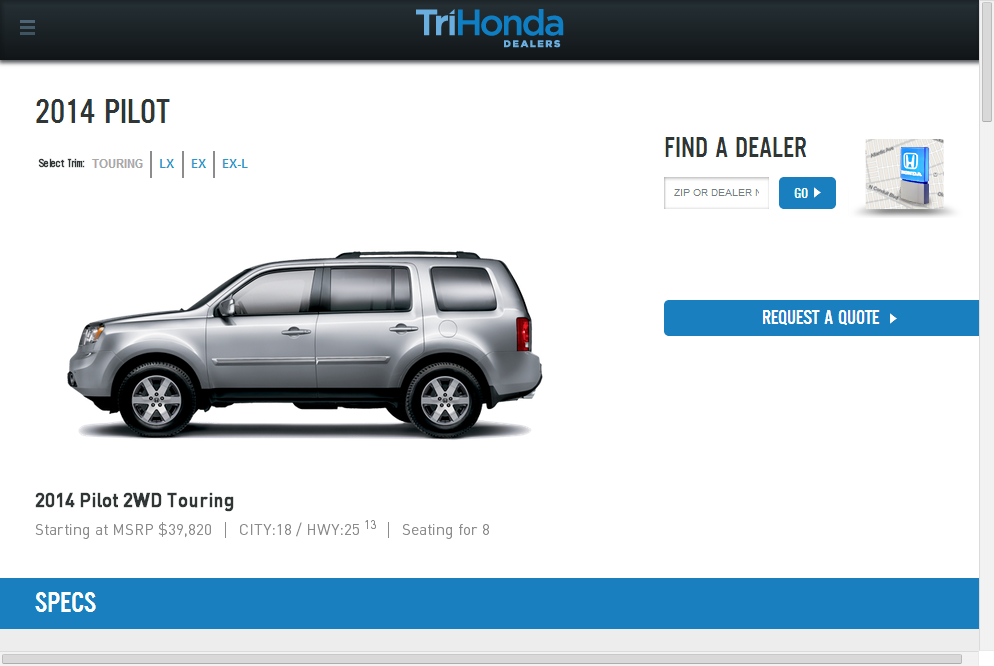 TriHonda
DEALERS
2014 PILOT
Select Trim: TOURING LX EX EX-L
FIND A DEALER
ZIP OR DEALER N
GO
HONDA
REQUEST A QUOTE
2014 Pilot 2WD Touring
Starting at MSRP $39,820 | CITY:18 / HWY:25 13 | Seating for 8
SPECS